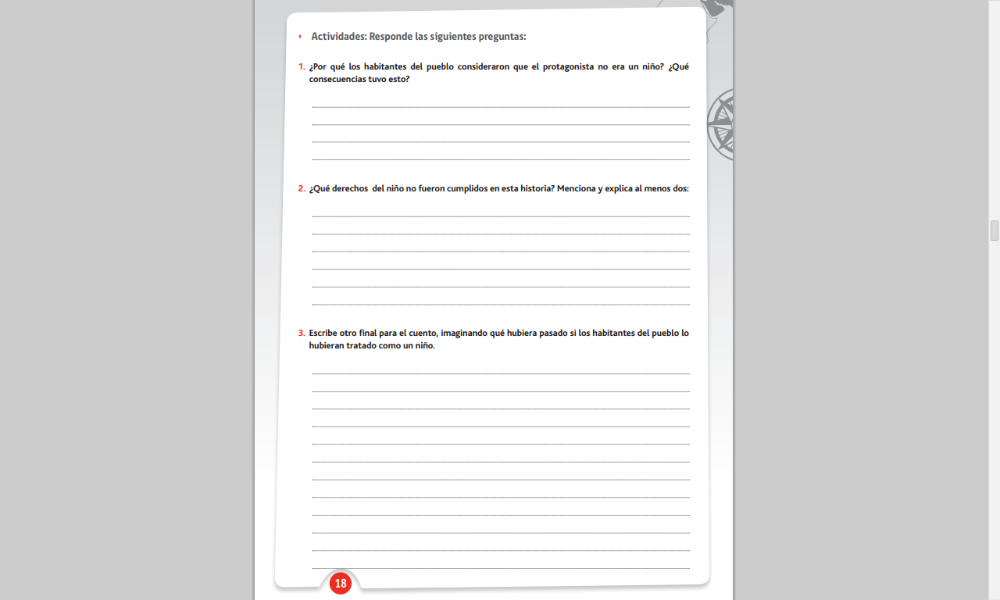 • Actividades: Responde las siguientes preguntas:
1. ¿Por qué los habitantes del pueblo consideraron que el protagonista no era un niño? ¿Qué
consecuencias tuvo esto?
2. ¿Qué derechos del niño no fueron cumplidos en esta historia? Menciona y explica al menos dos:
3. Escribe otro final para el cuento, imaginando qué hubiera pasado si los habitantes del pueblo lo
hubieran tratado como un niño.
18